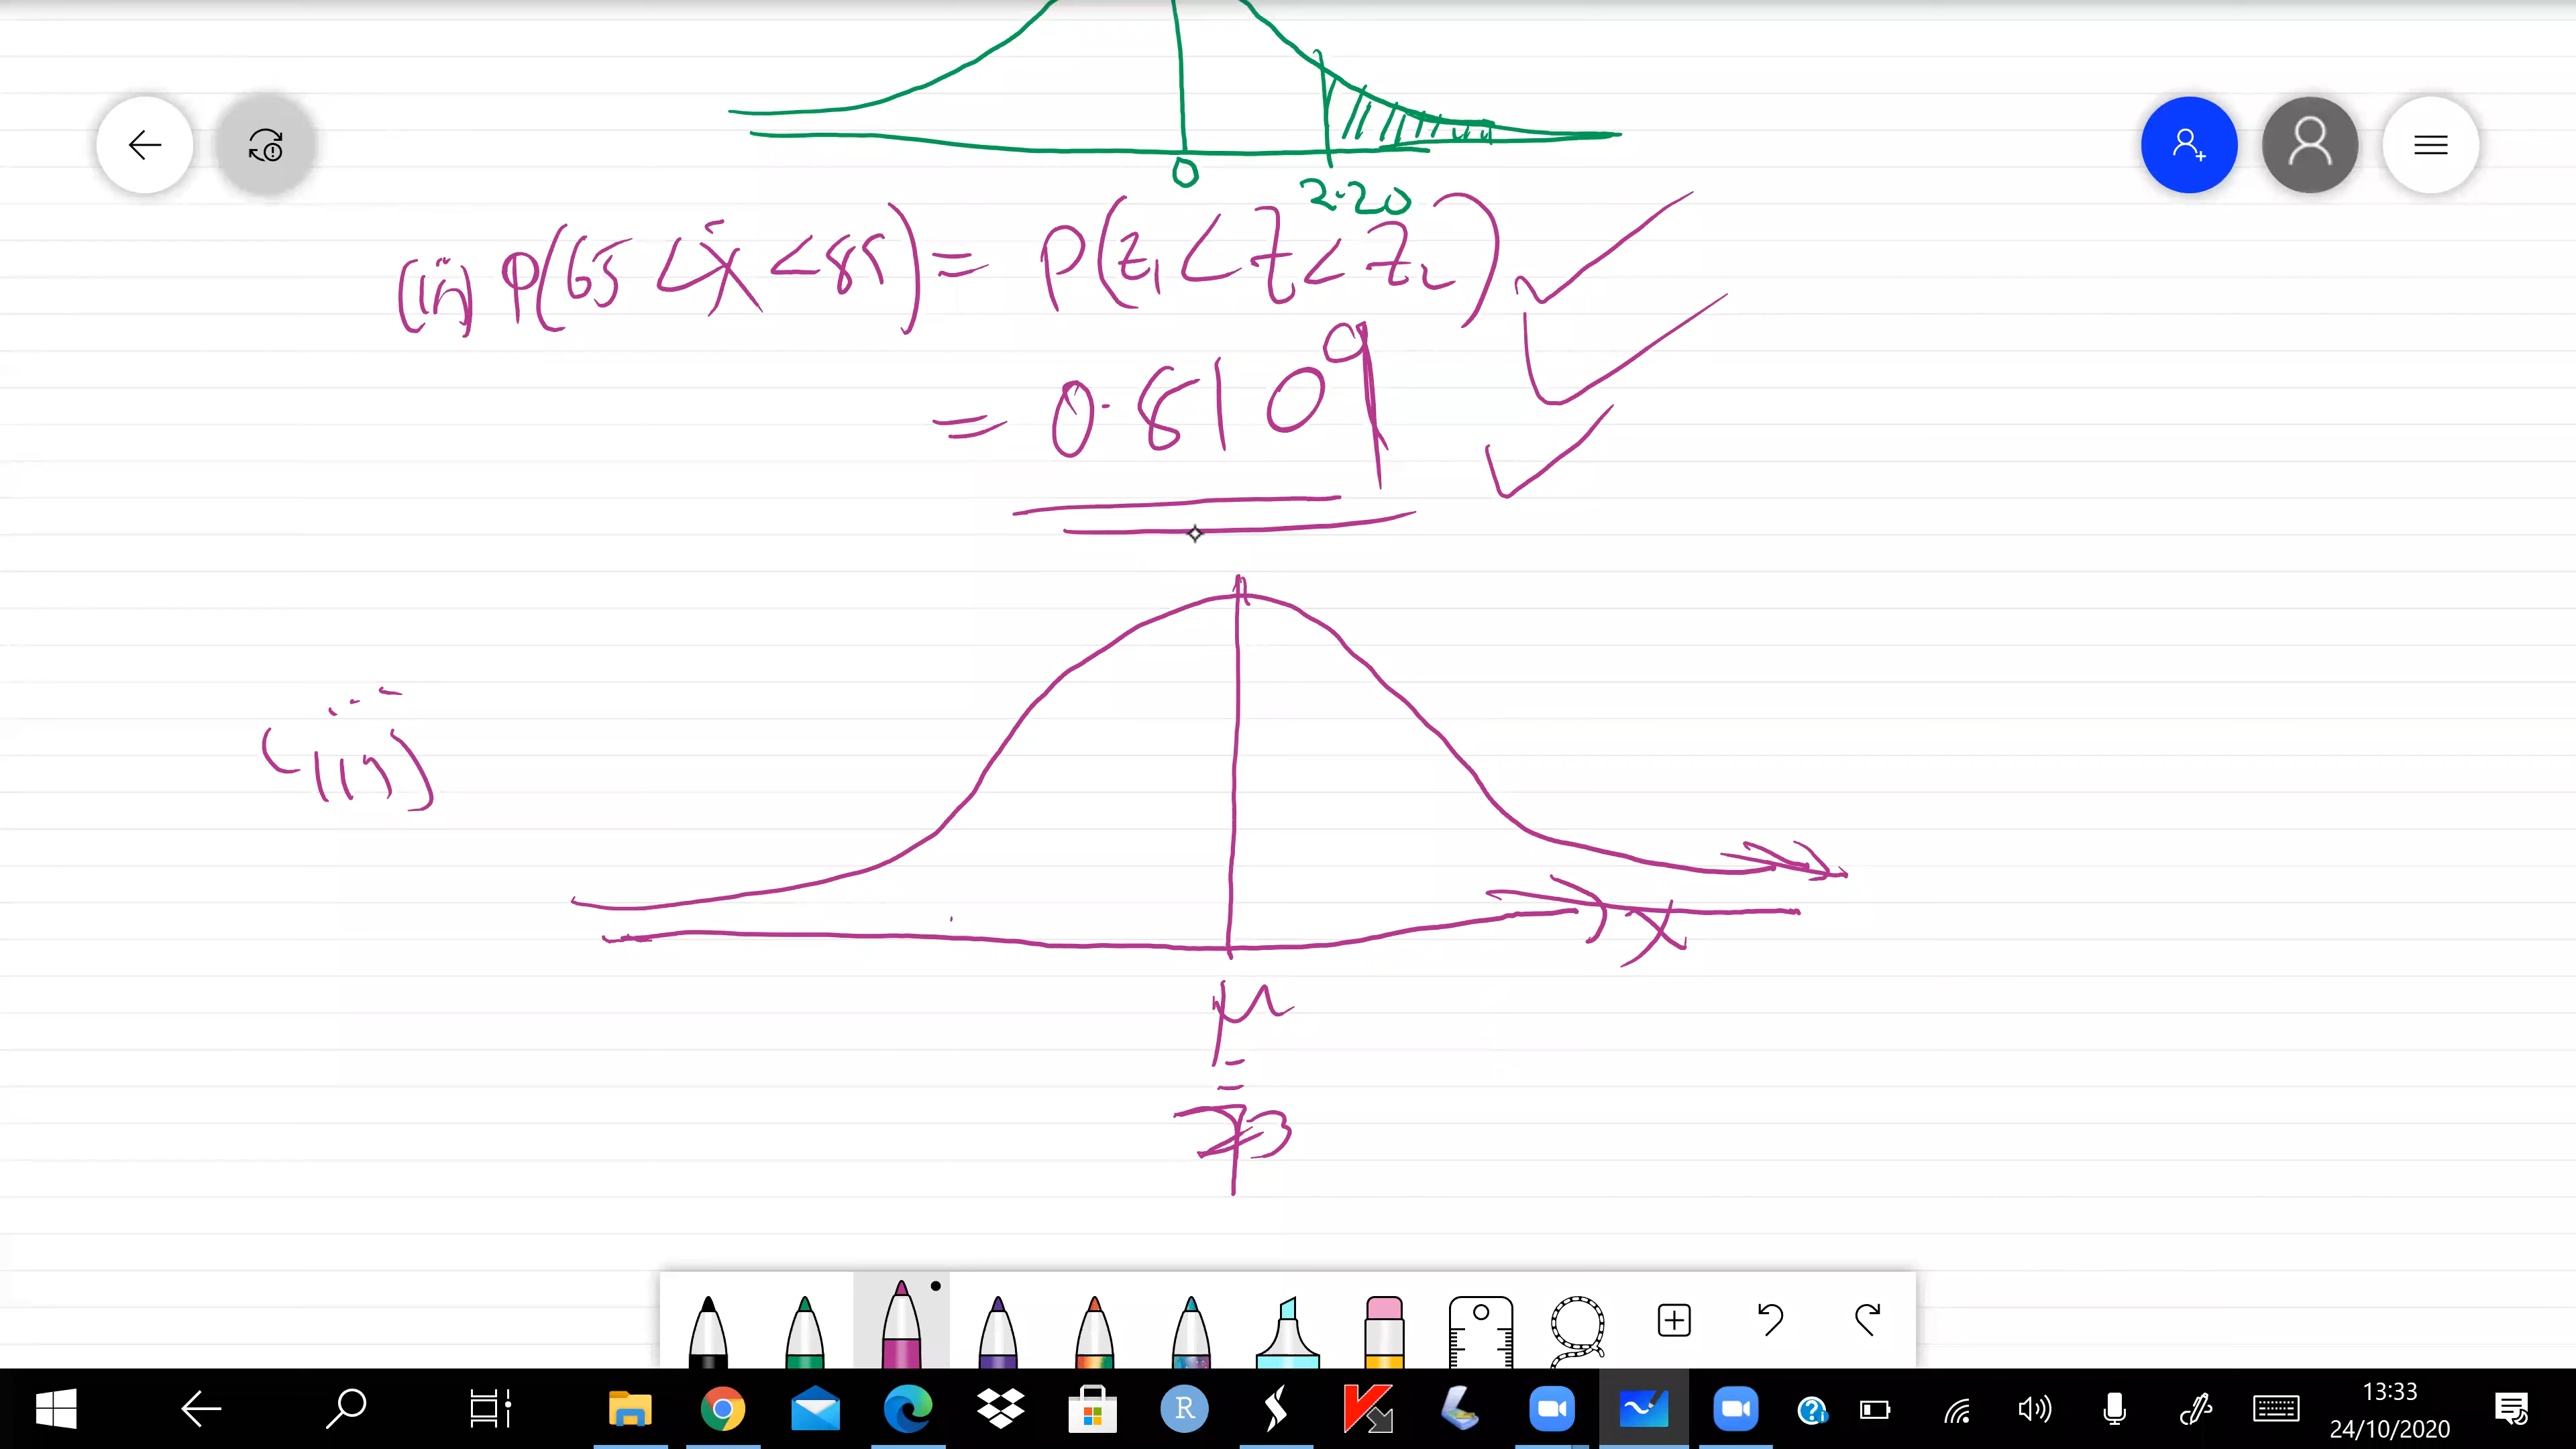 0
2.20
(ii) P(65 < X < 85) = P(z₁ < Z < Z₂)
= 0.8109
(iii)
X
μ
=
73
R
13:33
24/10/2020